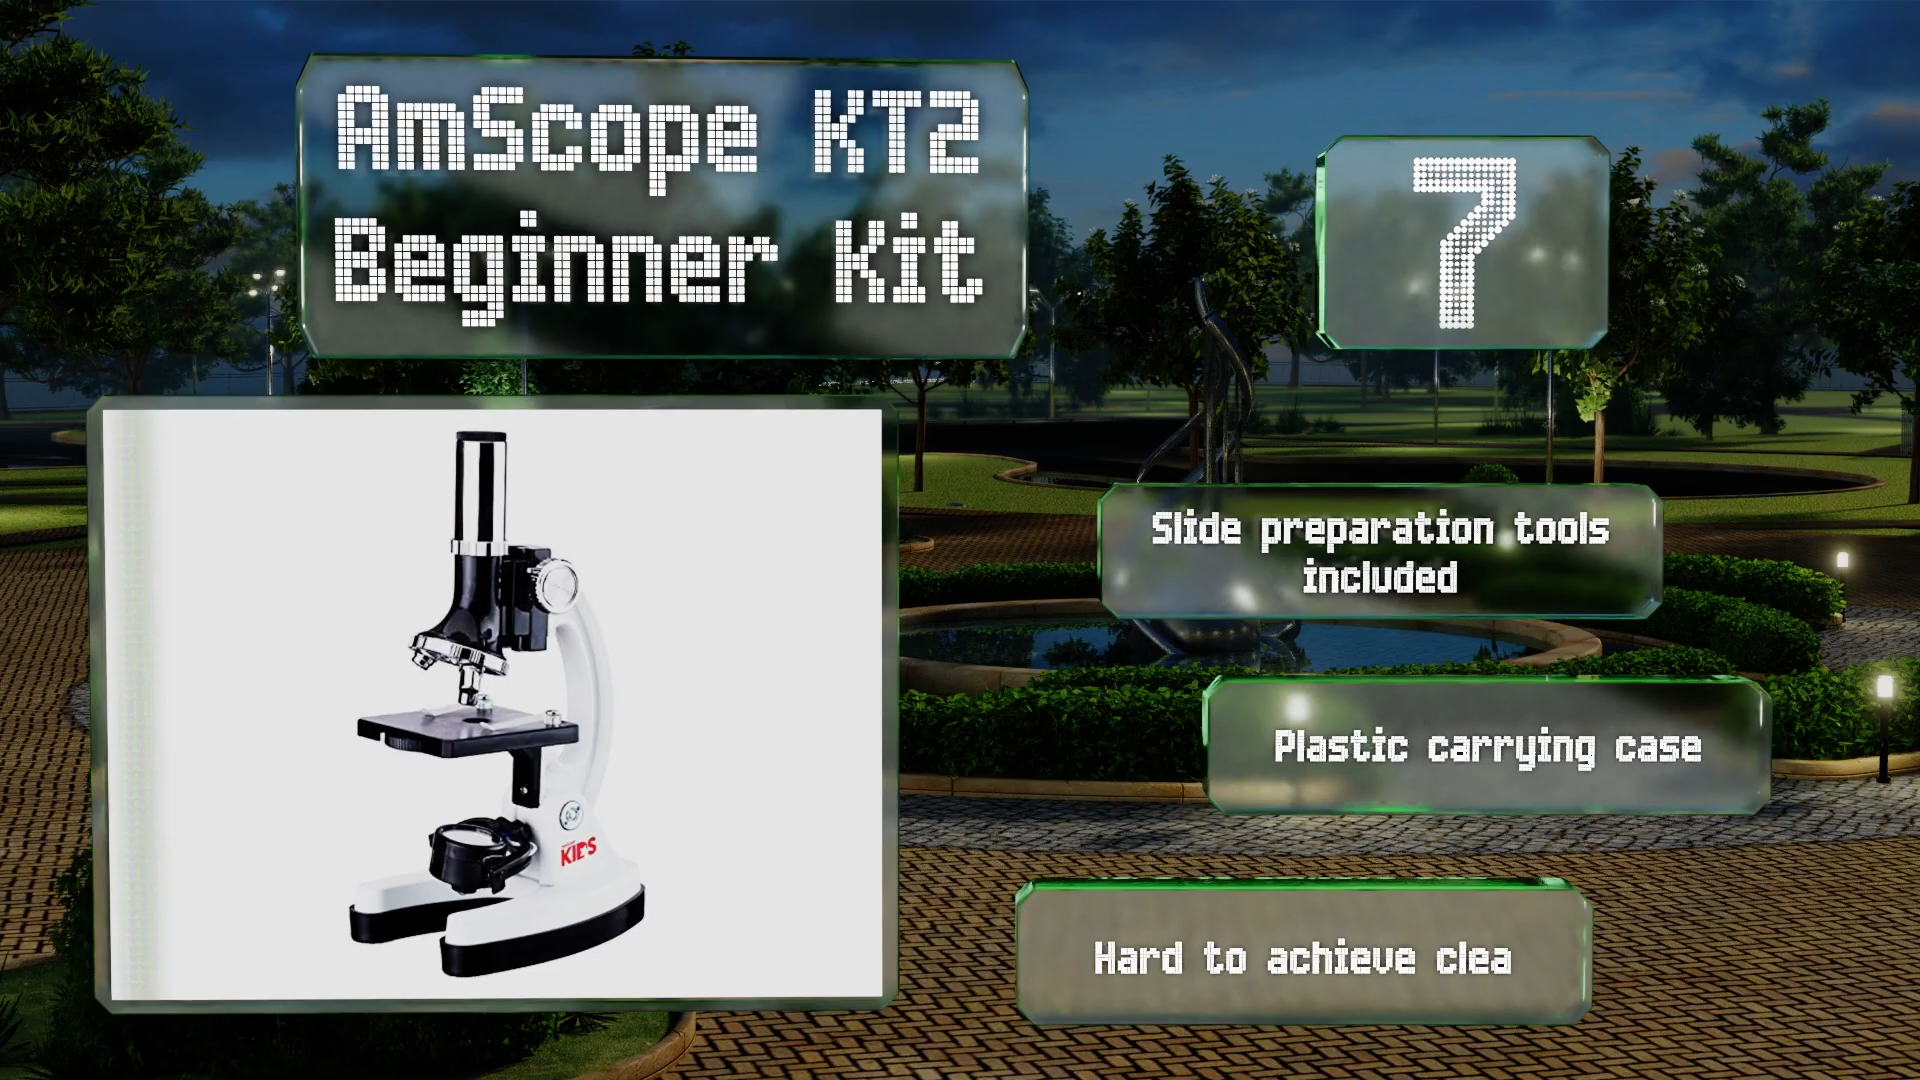 AmScope KT2
Beginner Kit
7
KIDS
Slide preparation tools
included
Plastic carrying case
Hard to achieve clea